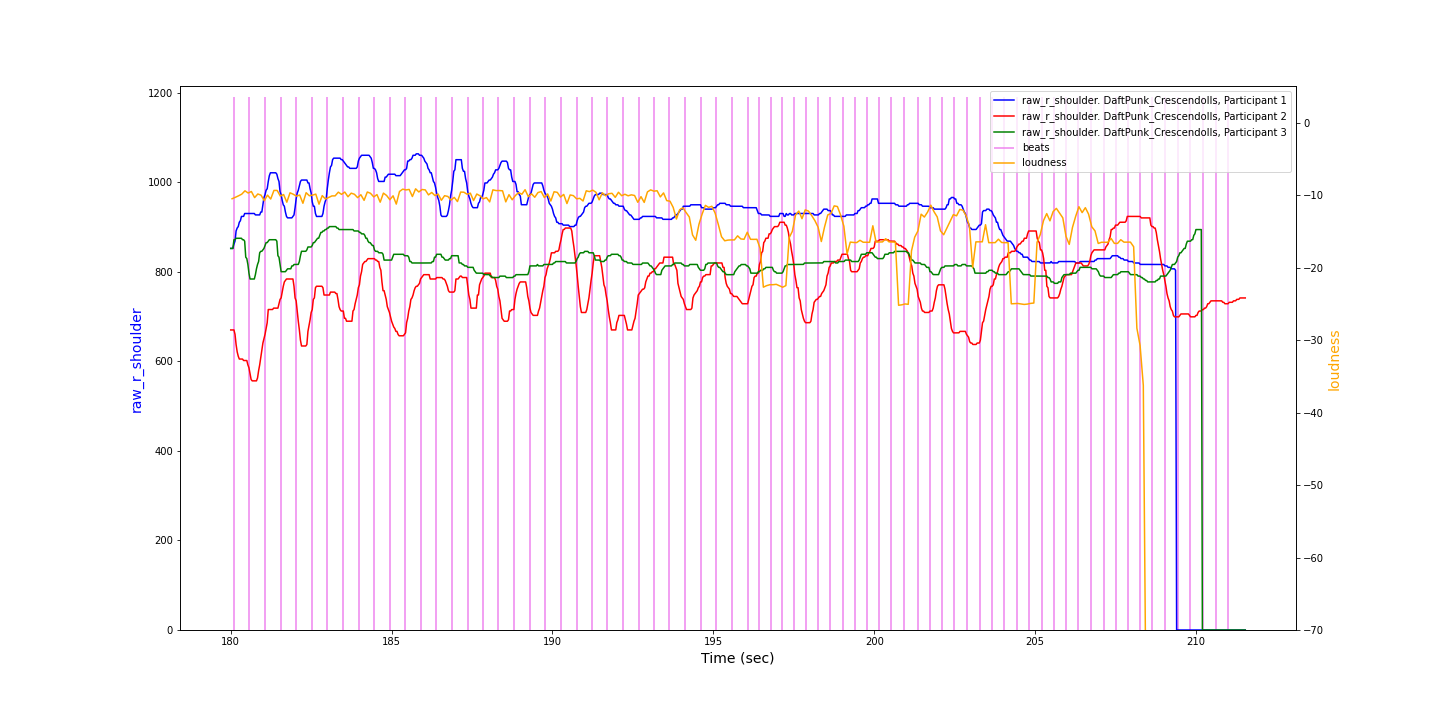 raw_r_shoulder. DaftPunk_Crescendolls, Participant 1
raw_r_shoulder. DaftPunk_Crescendolls, Participant 2
raw_r_shoulder. DaftPunk_Crescendolls, Participant 3
beats
loudness
1200
1000
800
600
400
200
0
raw_r_shoulder
0
−10
−20
−30
−40
−50
−60
−70
loudness
180
185
190
195
200
205
210
Time (sec)